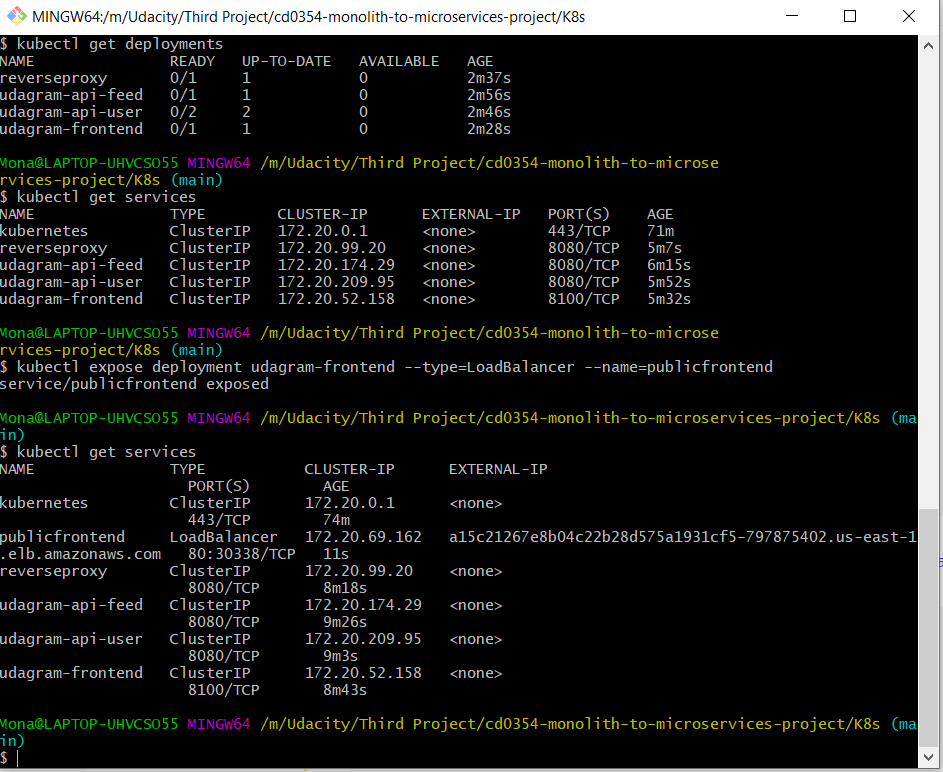 MINGW64:/m/Udacity/Third Project/cd0354-monolith-to-microservices-project/K8s
$ kubectl get deployments
NAME READY UP-TO-DATE AVAILABLE AGE
reverseproxy 0/1 1 0 2m37s
udagram-api-feed 0/1 1 0 2m56s
udagram-api-user 0/2 2 0 2m46s
udagram-frontend 0/1 1 0 2m28s
Mona@LAPTOP-UHVCSO55 MINGW64 /m/Udacity/Third Project/cd0354-monolith-to-microse
rvices-project/K8s (main)
$ kubectl get services
NAME TYPE CLUSTER-IP EXTERNAL-IP PORT(S) AGE
kubernetes ClusterIP 172.20.0.1 <none> 443/TCP 71m
reverseproxy ClusterIP 172.20.99.20 <none> 8080/TCP 5m7s
udagram-api-feed ClusterIP 172.20.174.29 <none> 8080/TCP 6m15s
udagram-api-user ClusterIP 172.20.209.95 <none> 8080/TCP 5m52s
udagram-frontend ClusterIP 172.20.52.158 <none> 8100/TCP 5m32s
Mona@LAPTOP-UHVCSO55 MINGW64 /m/Udacity/Third Project/cd0354-monolith-to-microse
rvices-project/K8s (main)
$ kubectl expose deployment udagram-frontend --type=LoadBalancer --name=publicfrontend
service/publicfrontend exposed
Mona@LAPTOP-UHVCSO55 MINGW64 /m/Udacity/Third Project/cd0354-monolith-to-microservices-project/K8s (ma
in)
$ kubectl get services
NAME TYPE CLUSTER-IP EXTERNAL-IP
PORT(S) AGE
kubernetes ClusterIP 172.20.0.1 <none>
443/TCP 74m
publicfrontend LoadBalancer 172.20.69.162 a15c21267e8b04c22b28d575a1931cf5-797875402.us-east-1
.elb.amazonaws.com 80:30338/TCP 11s
reverseproxy ClusterIP 172.20.99.20 <none>
8080/TCP 8m18s
udagram-api-feed ClusterIP 172.20.174.29 <none>
8080/TCP 9m26s
udagram-api-user ClusterIP 172.20.209.95 <none>
8080/TCP 9m3s
udagram-frontend ClusterIP 172.20.52.158 <none>
8100/TCP 8m43s
Mona@LAPTOP-UHVCSO55 MINGW64 /m/Udacity/Third Project/cd0354-monolith-to-microservices-project/K8s (ma
in)
$